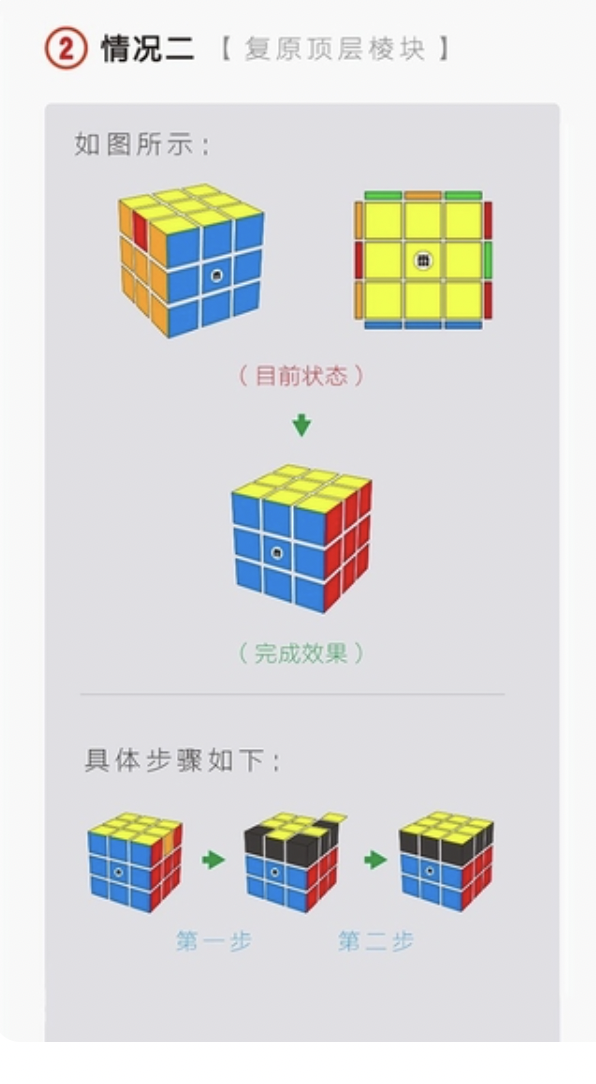 2 情况二 【 复原顶层棱块 】
如图所示：
（目前状态）
（完成效果）
具体步骤如下：
第一步 第二步